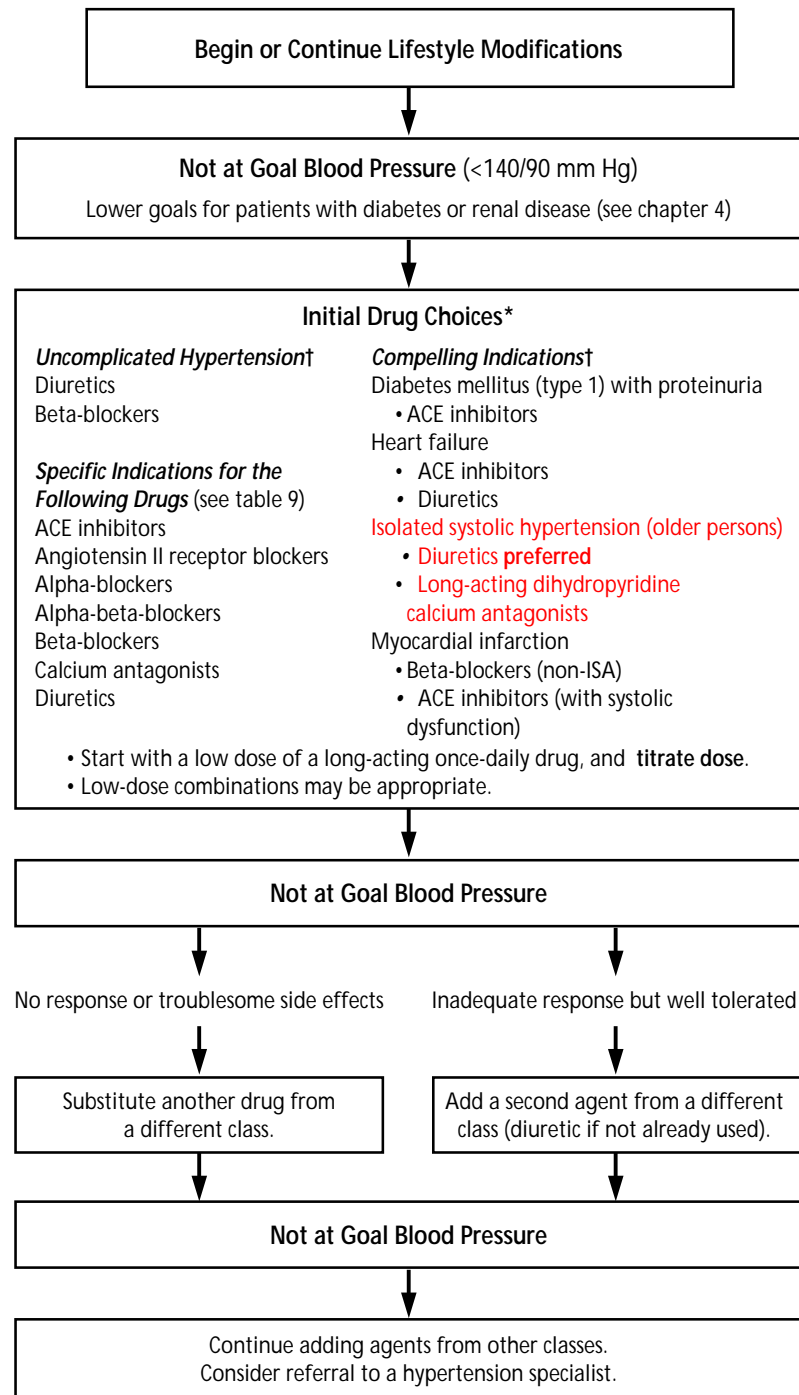 Begin or Continue Lifestyle Modifications
Not at Goal Blood Pressure (<140/90 mm Hg)
Lower goals for patients with diabetes or renal disease (see chapter 4)
Initial Drug Choices*
Uncomplicated Hypertension†
Diuretics
Beta-blockers
Specific Indications for the
Following Drugs (see table 9)
ACE inhibitors
Angiotensin II receptor blockers
Alpha-blockers
Alpha-beta-blockers
Beta-blockers
Calcium antagonists
Diuretics
Compelling Indications†
Diabetes mellitus (type 1) with proteinuria
• ACE inhibitors
Heart failure
• ACE inhibitors
• Diuretics
Isolated systolic hypertension (older persons)
• Diuretics preferred
• Long-acting dihydropyridine
calcium antagonists
Myocardial infarction
• Beta-blockers (non-ISA)
• ACE inhibitors (with systolic
dysfunction)
• Start with a low dose of a long-acting once-daily drug, and titrate dose.
• Low-dose combinations may be appropriate.
Not at Goal Blood Pressure
No response or troublesome side effects
Inadequate response but well tolerated
Substitute another drug from
a different class.
Add a second agent from a different
class (diuretic if not already used).
Not at Goal Blood Pressure
Continue adding agents from other classes.
Consider referral to a hypertension specialist.